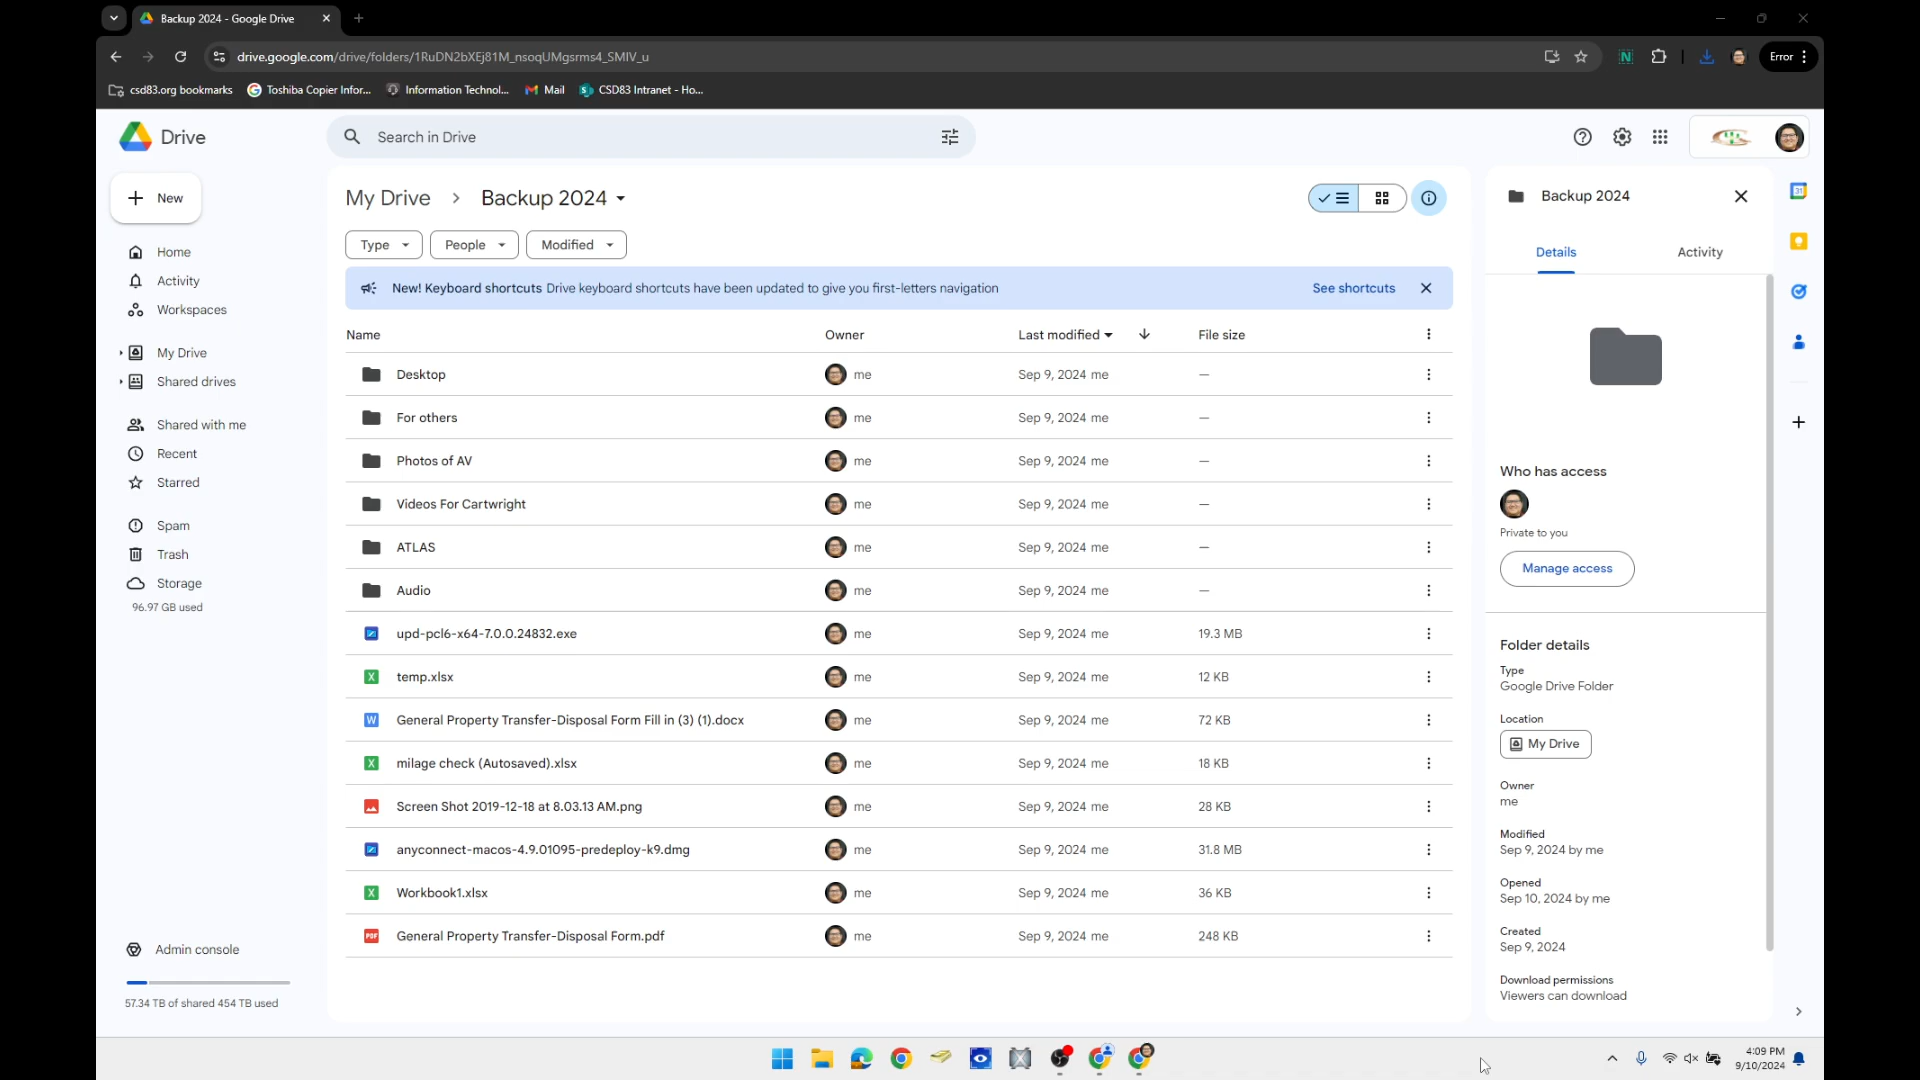 Backup 2024 - Google Drive
drive.google.com/drive/folders/1RuDN2bXEj81M_nsoqUMgsrms4_SMIV_u
N
Error
csd83.org bookmarks
Toshiba Copier Infor...
Information Technol...
Mail
CSD83 Intranet - Ho...
Drive
Search in Drive
New
Home
Activity
Workspaces
My Drive
Shared drives
Shared with me
Recent
Starred
Spam
Trash
Storage
96.97 GB used
Admin console
57.34 TB of shared 454 TB used
My Drive > Backup 2024
Type
People
Modified
New! Keyboard shortcuts Drive keyboard shortcuts have been updated to give you first-letters navigation
See shortcuts
Name Owner Last modified File size
Desktop me Sep 9, 2024 me —
For others me Sep 9, 2024 me —
Photos of AV me Sep 9, 2024 me —
Videos For Cartwright me Sep 9, 2024 me —
ATLAS me Sep 9, 2024 me —
Audio me Sep 9, 2024 me —
upd-pcl6-x64-7.0.0.24832.exe me Sep 9, 2024 me 19.3 MB
X temp.xlsx me Sep 9, 2024 me 12 KB
W General Property Transfer-Disposal Form Fill in (3) (1).docx me Sep 9, 2024 me 72 KB
X milage check (Autosaved).xlsx me Sep 9, 2024 me 18 KB
Screen Shot 2019-12-18 at 8.03.13 AM.png me Sep 9, 2024 me 28 KB
anyconnect-macos-4.9.01095-predeploy-k9.dmg me Sep 9, 2024 me 31.8 MB
X Workbook1.xlsx me Sep 9, 2024 me 36 KB
PDF General Property Transfer-Disposal Form.pdf me Sep 9, 2024 me 248 KB
Backup 2024
Details
Activity
Who has access
Private to you
Manage access
Folder details
Type
Google Drive Folder
Location
My Drive
Owner
me
Modified
Sep 9, 2024 by me
Opened
Sep 10, 2024 by me
Created
Sep 9, 2024
Download permissions
Viewers can download
31
4:09 PM
9/10/2024